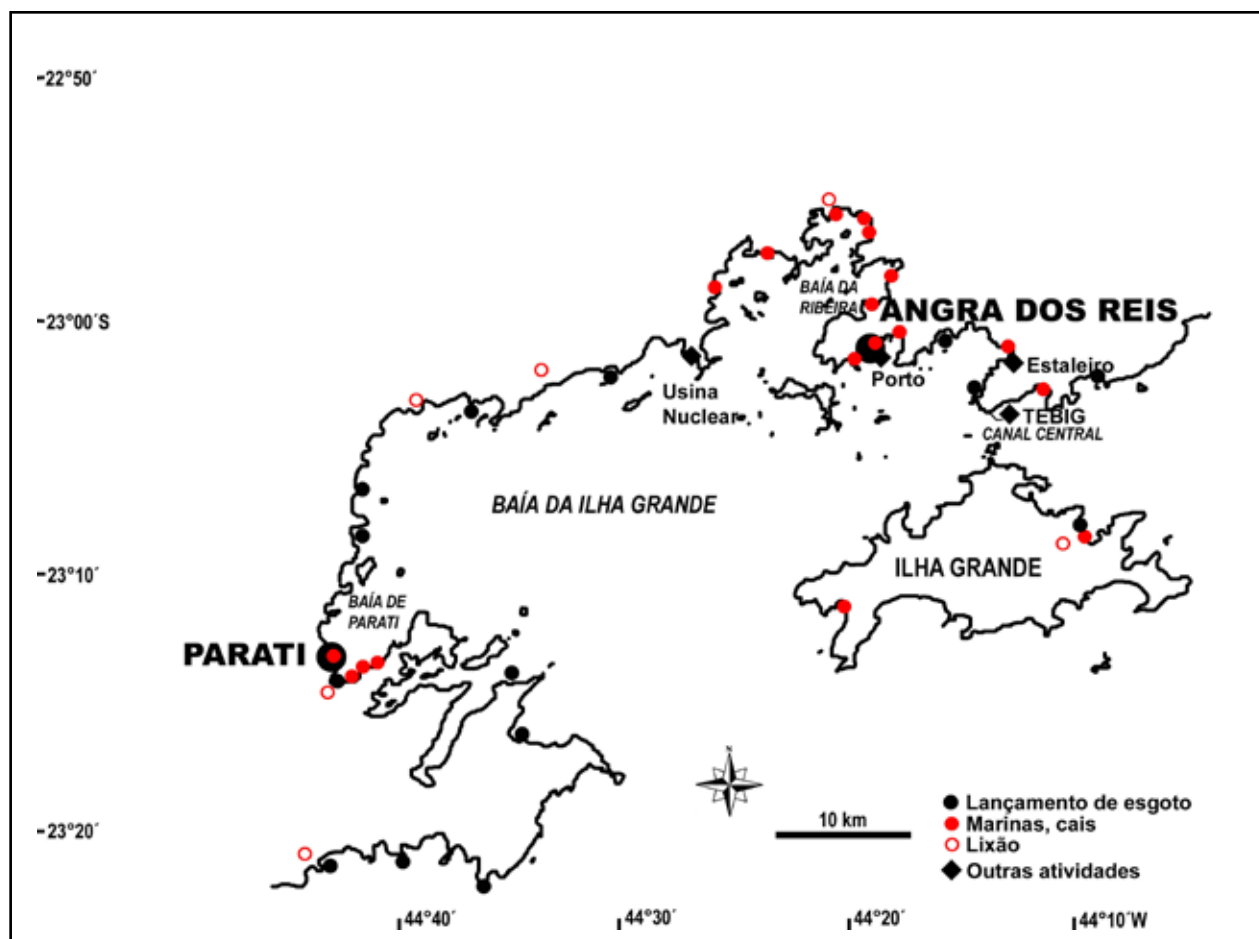 22°50´
BAÍA DA
RIBEIRA
ANGRA DOS REIS
23°00´S
Estaleiro
Porto
Usina
Nuclear
TEBIG
CANAL CENTRAL
BAÍA DA ILHA GRANDE
23°10´
ILHA GRANDE
BAÍA DE
PARATI
PARATI
N
Lançamento de esgoto
10 km
Marinas, cais
23°20´
Lixão
Outras atividades
44°40´
44°30´
44°20´
44°10´W